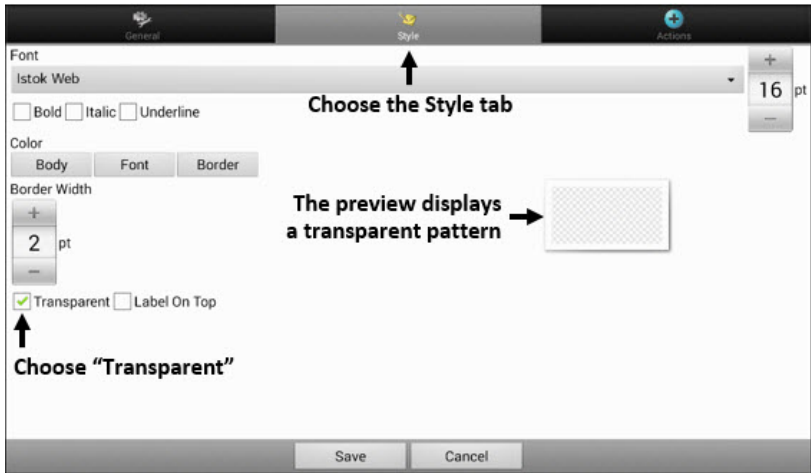 General
Style
Actions
Font
Istok Web
+
16 pt
−
Choose the Style tab
Bold Italic Underline
Color
Body Font Border
Border Width
+
2 pt
−
The preview displays
a transparent pattern
Transparent Label On Top
Choose “Transparent”
Save Cancel